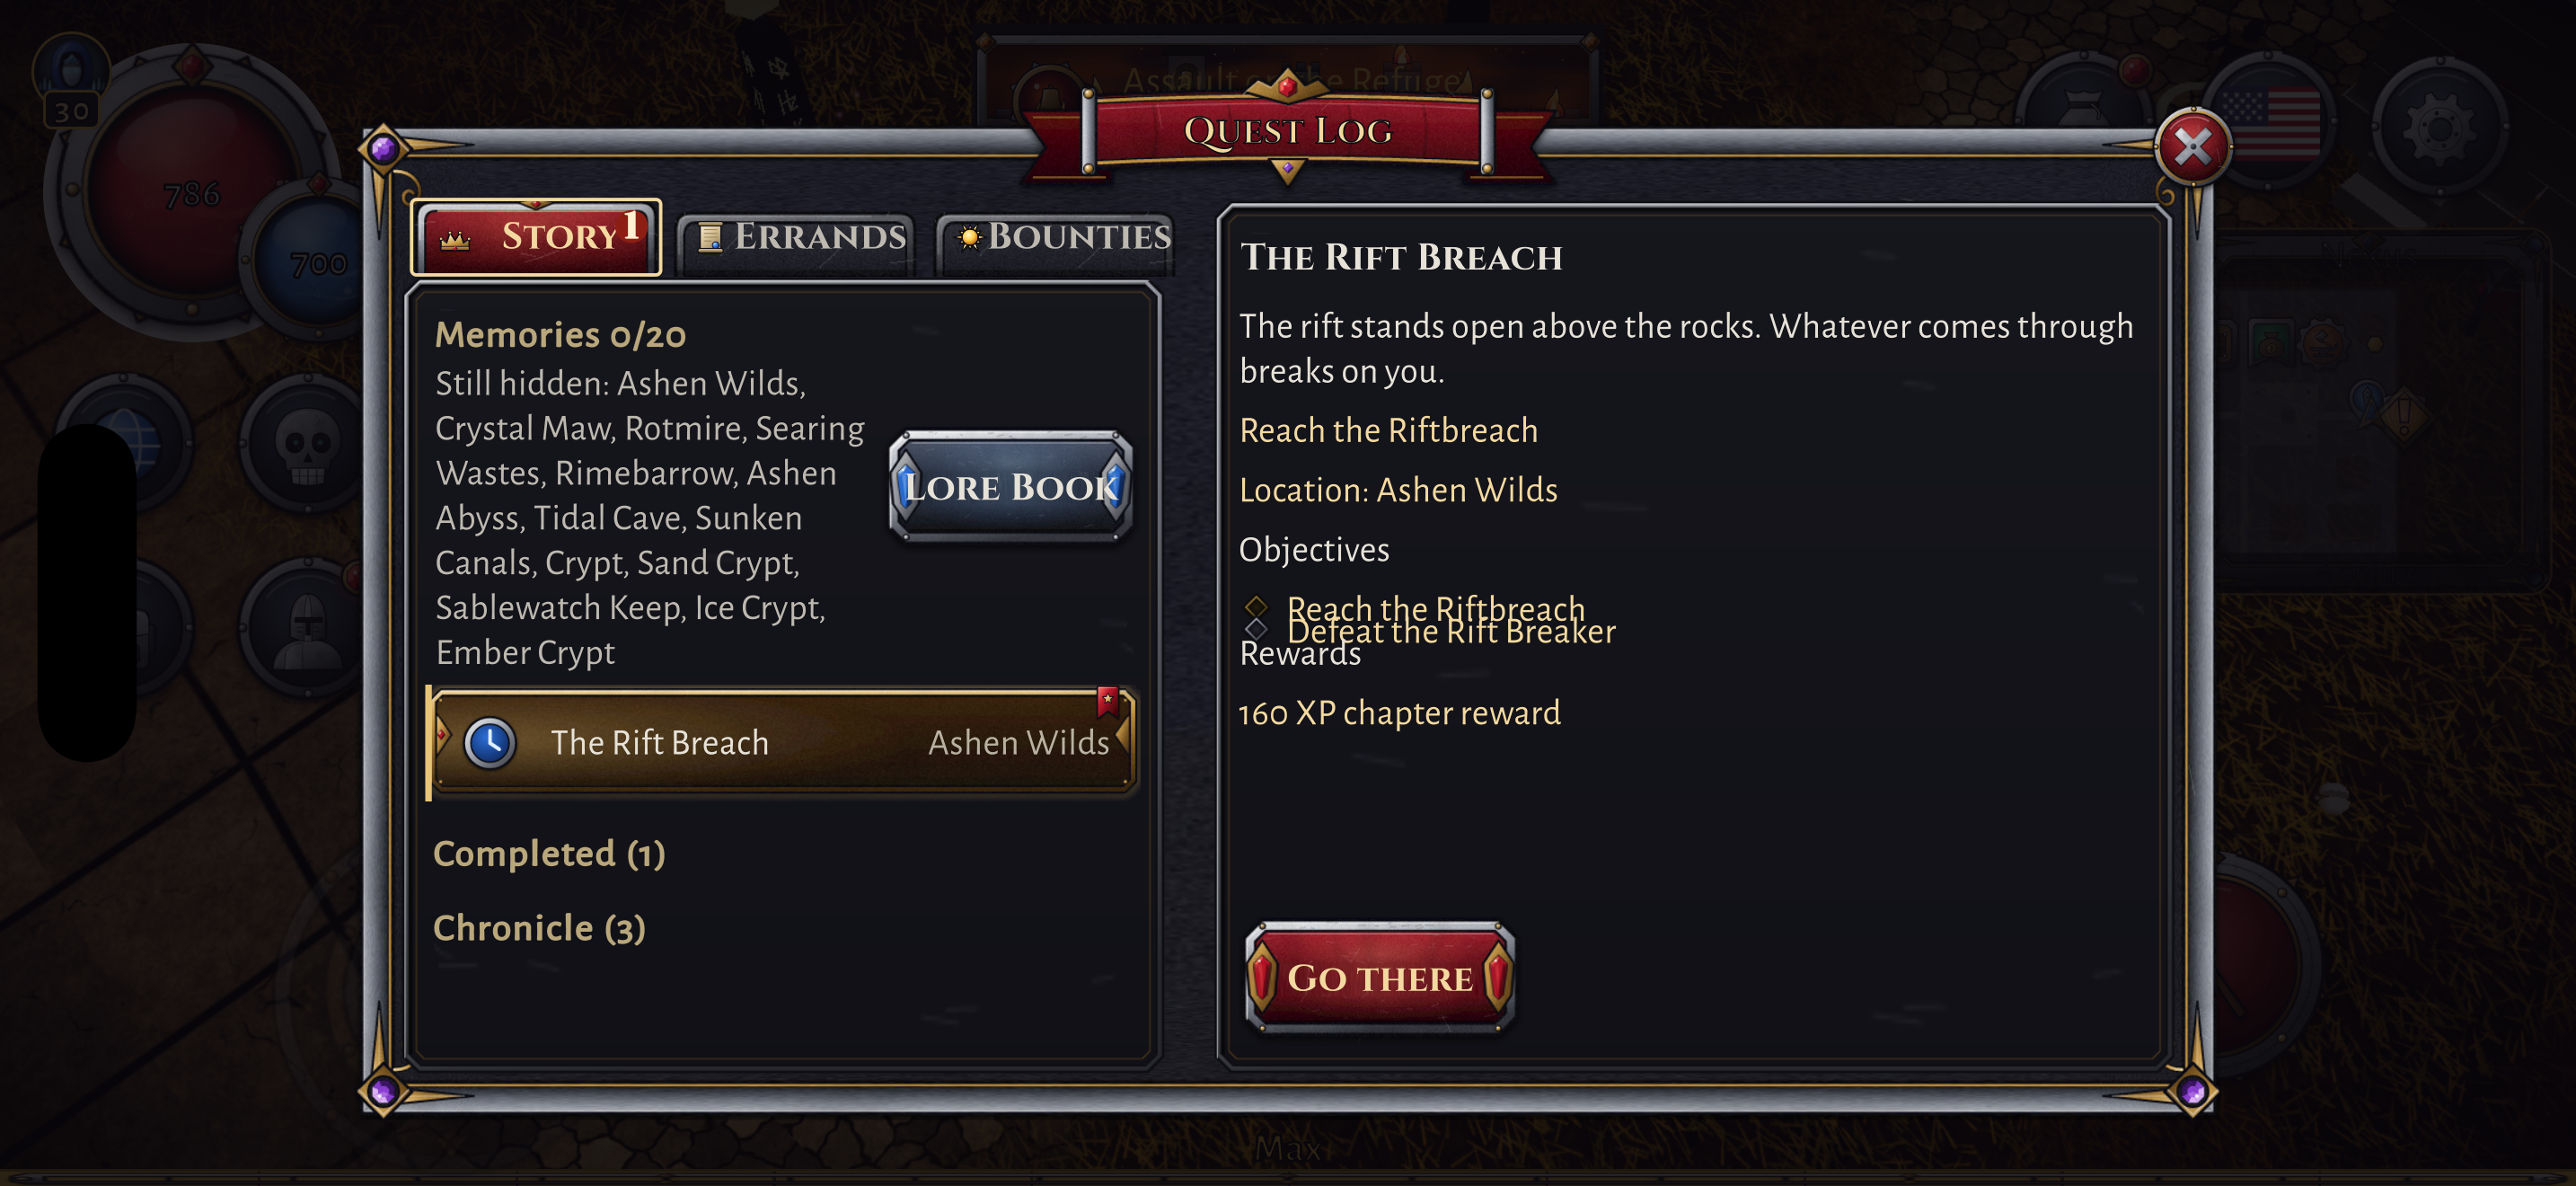 30
786
700
Assault on the Refuge
Quest Log
Story 1
Errands
Bounties
Memories 0/20
Still hidden: Ashen Wilds,
Crystal Maw, Rotmire, Searing
Wastes, Rimebarrow, Ashen
Abyss, Tidal Cave, Sunken
Canals, Crypt, Sand Crypt,
Sablewatch Keep, Ice Crypt,
Ember Crypt
Lore Book
The Rift Breach
Ashen Wilds
Completed (1)
Chronicle (3)
The Rift Breach
The rift stands open above the rocks. Whatever comes through
breaks on you.
Reach the Riftbreach
Location: Ashen Wilds
Objectives
Reach the Riftbreach
Defeat the Rift Breaker
Rewards
160 XP chapter reward
Go there
Max